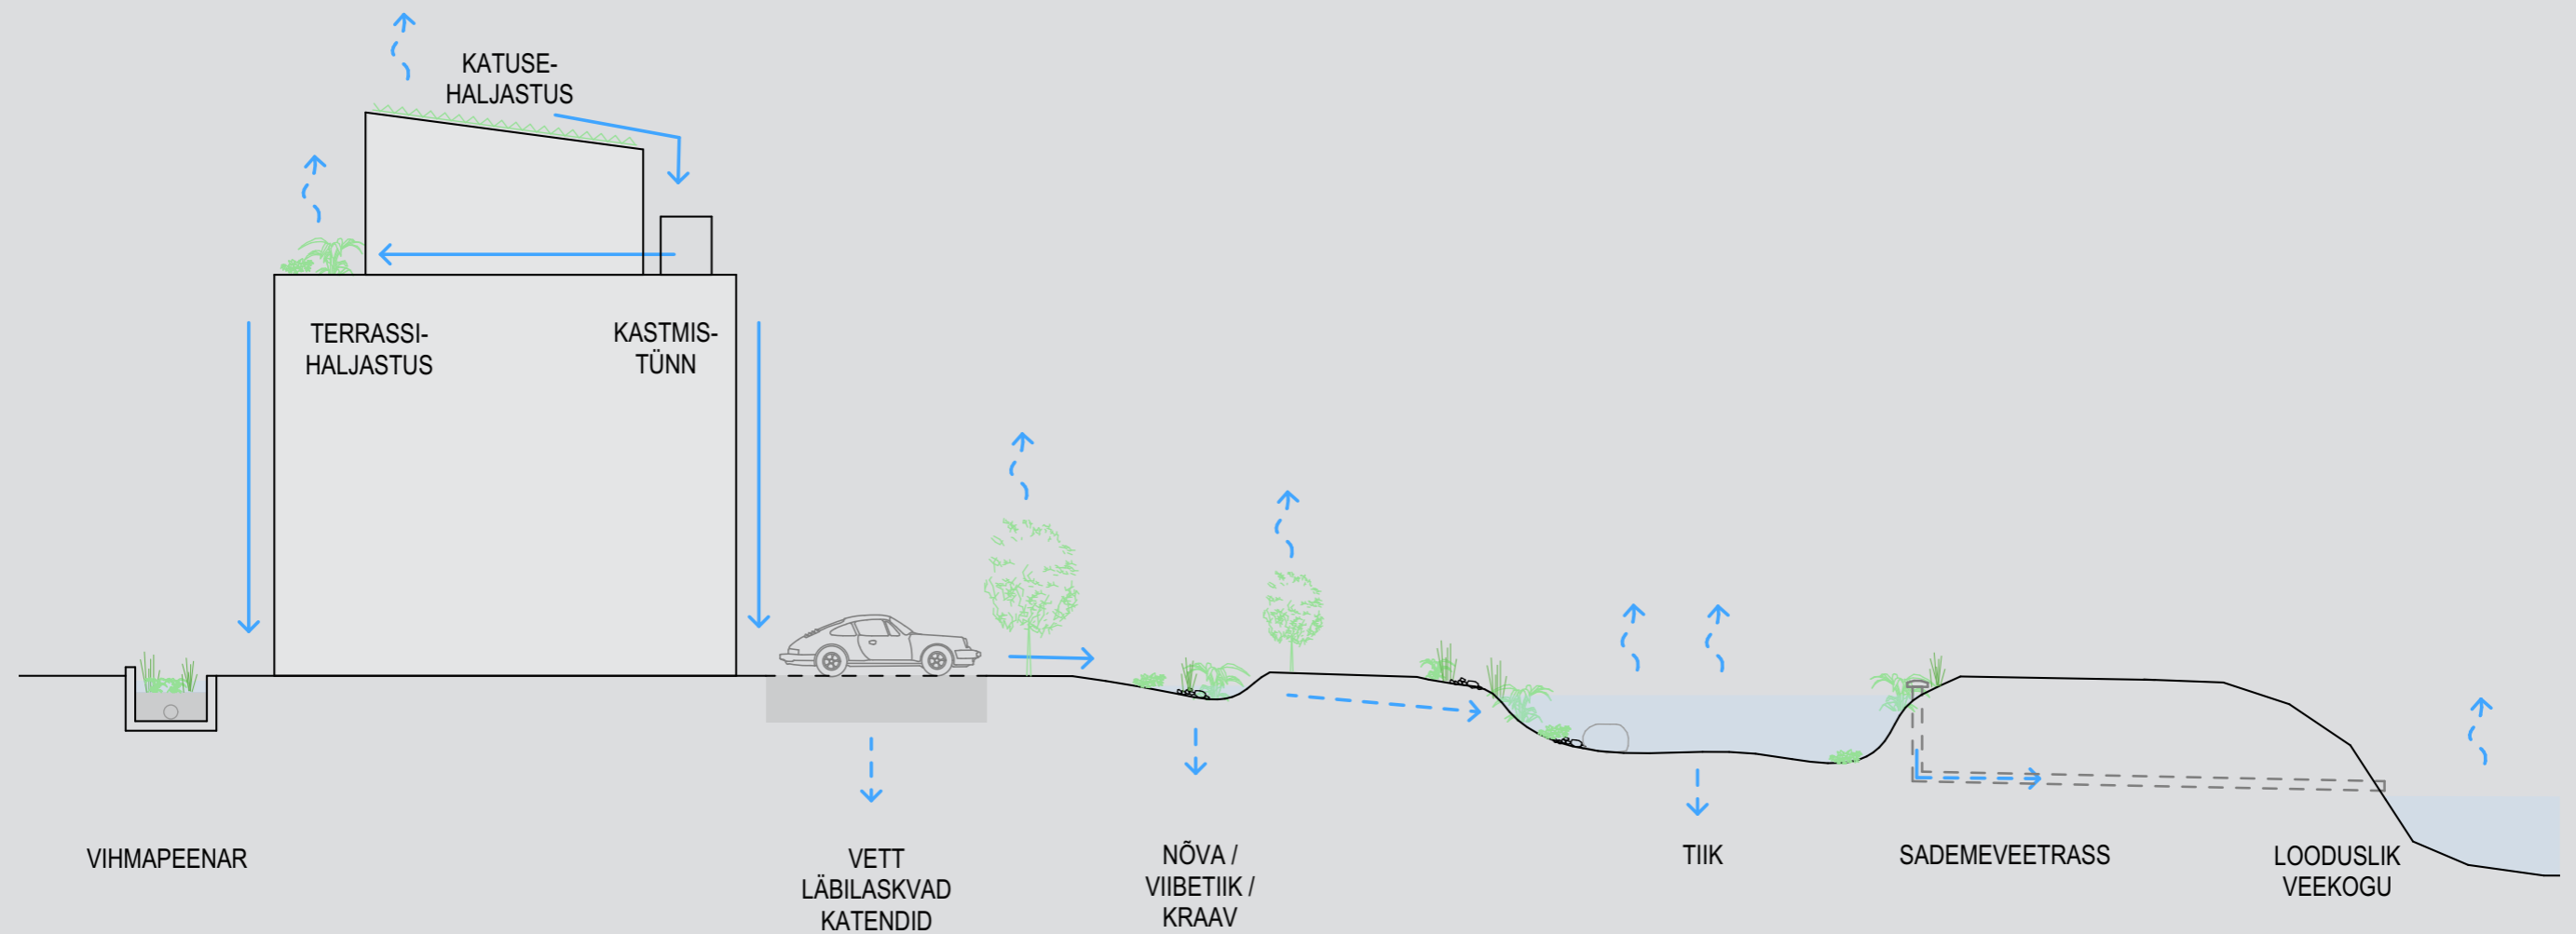 KATUSE-
HALJASTUS
TERRASSI-
HALJASTUS
KASTMIS-
TÜNN
VIHMAPEENAR
VETT
LÄBILASKVAD
KATENDID
NÕVA /
VIIBETIIK /
KRAAV
TIIK
SADEMEVEETRASS
LOODUSLIK
VEEKOGU